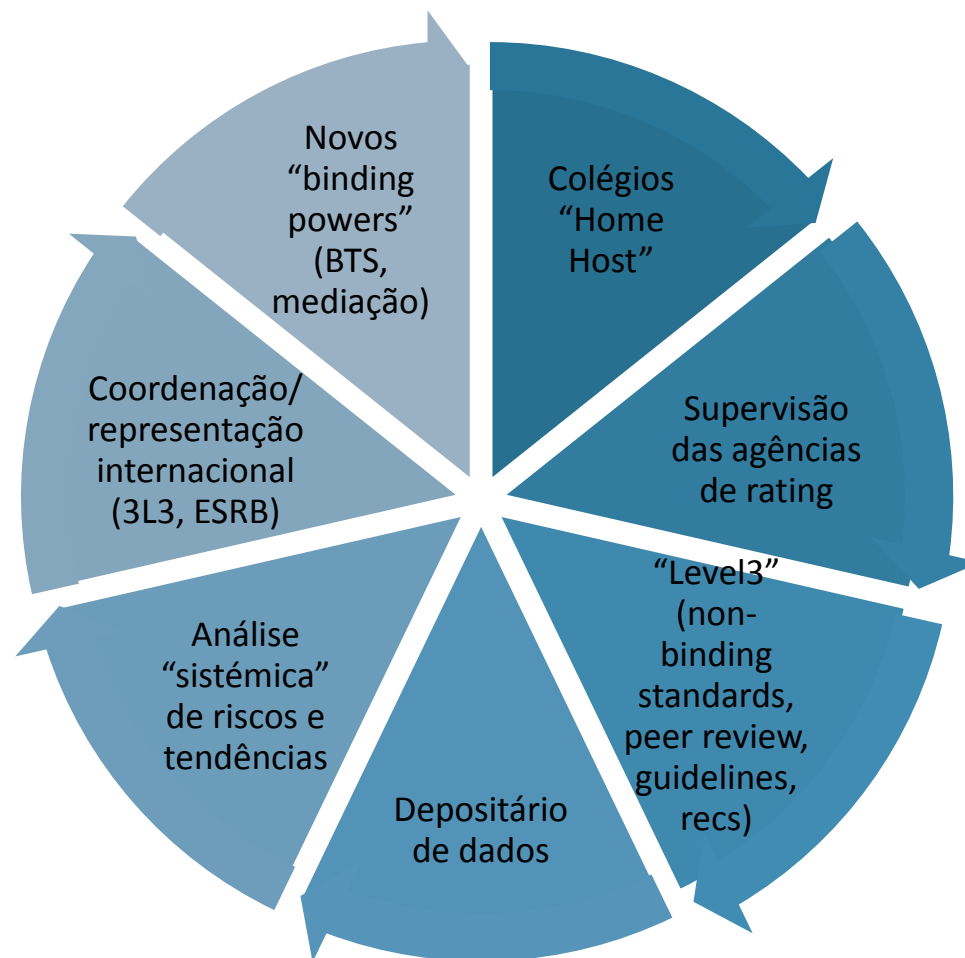 Novos
“binding
powers”
(BTS,
mediação)
Colégios
“Home
Host”
Supervisão
das agências
de rating
“Level3”
(non-
binding
standards,
peer review,
guidelines,
recs)
Depositário
de dados
Análise
“sistémica”
de riscos e
tendências
Coordenação/
representação
internacional
(3L3, ESRB)